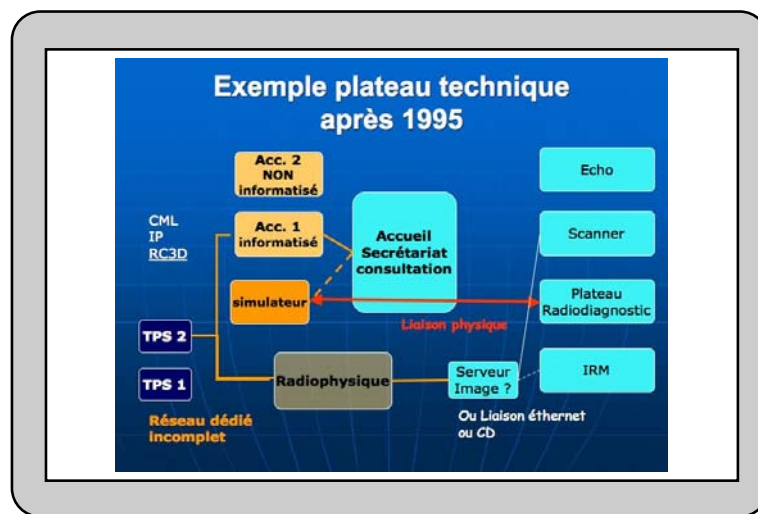 Exemple plateau technique
après 1995
Acc. 2
NON
informatisé
Echo
CML
IP
RC3D
Acc. 1
informatisé
Accueil
Secrétariat
consultation
Scanner
simulateur
Plateau
Radiodiagnostic
Liaison physique
TPS 2
TPS 1
Radiophysique
Serveur
Image ?
IRM
Réseau dédié
incomplet
Ou Liaison éthernet
ou CD